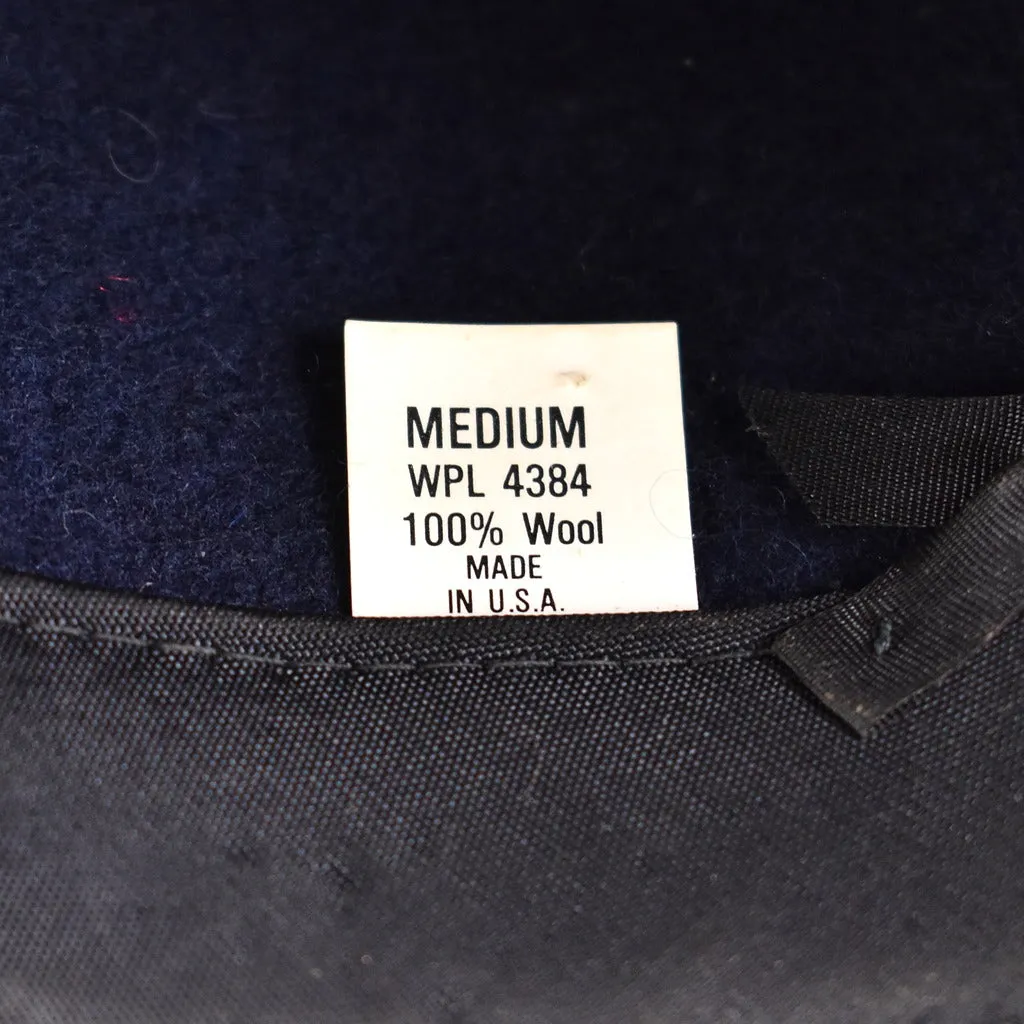 MEDIUM
WPL 4384
100% Wool
MADE
IN U.S.A.